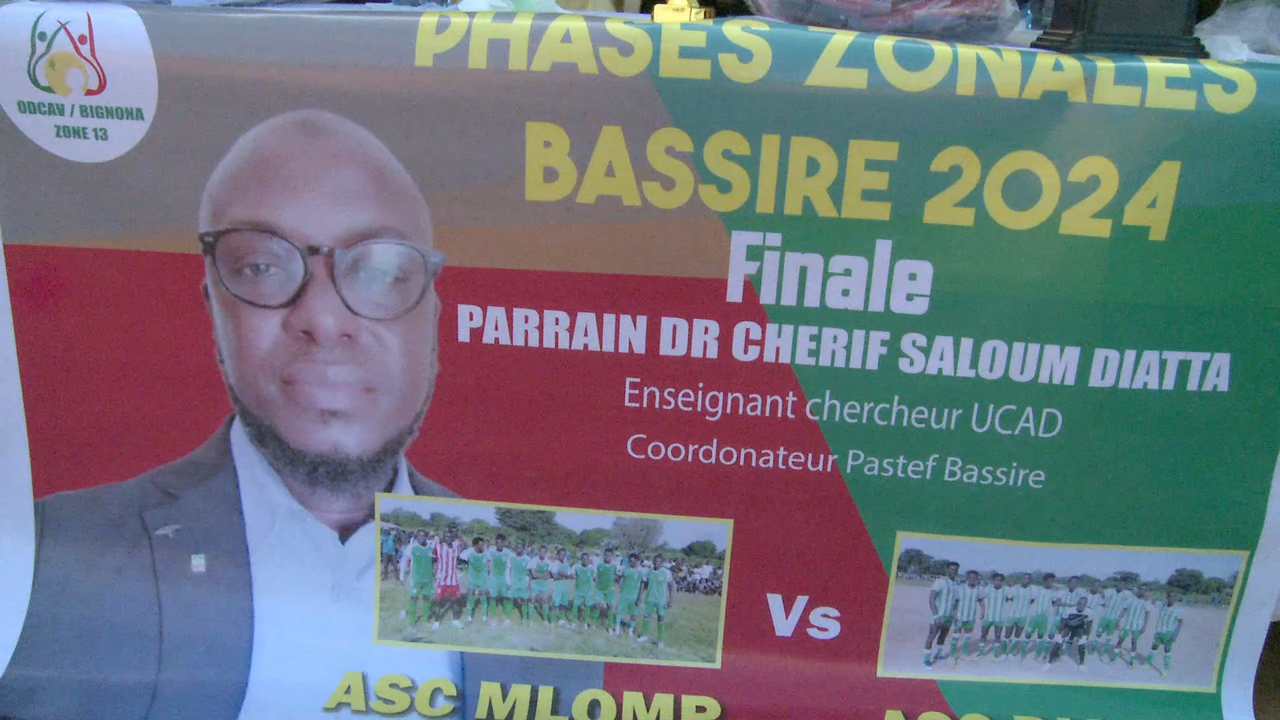 ODCAV / BIGNONA
ZONE 13
PHASES ZONALES
BASSIRE 2024
Finale
PARRAIN DR CHERIF SALOUM DIATTA
Enseignant chercheur UCAD
Coordonateur Pastef Bassire
Vs
ASC MLOMP
ASC